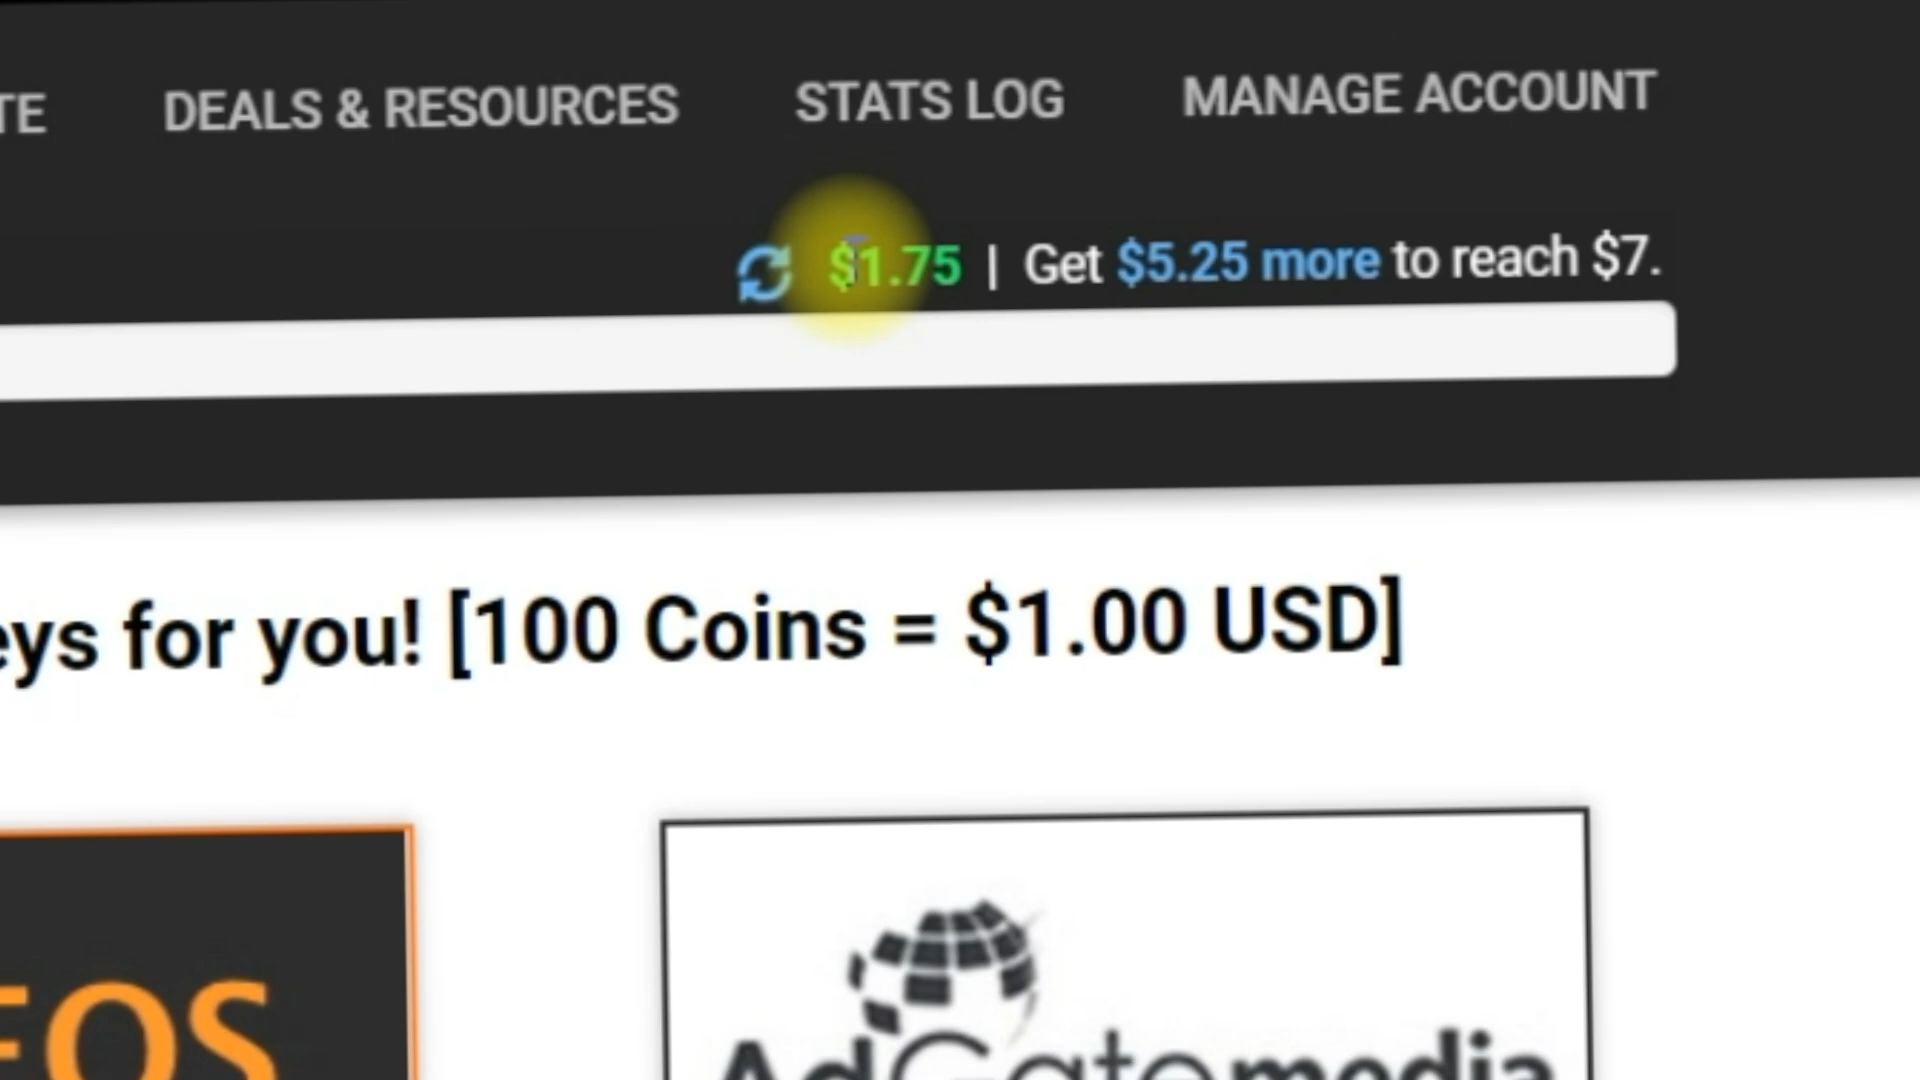 TE DEALS & RESOURCES STATS LOG MANAGE ACCOUNT
$1.75 | Get $5.25 more to reach $7.
eys for you! [100 Coins = $1.00 USD]
EOS
AdGatemedia